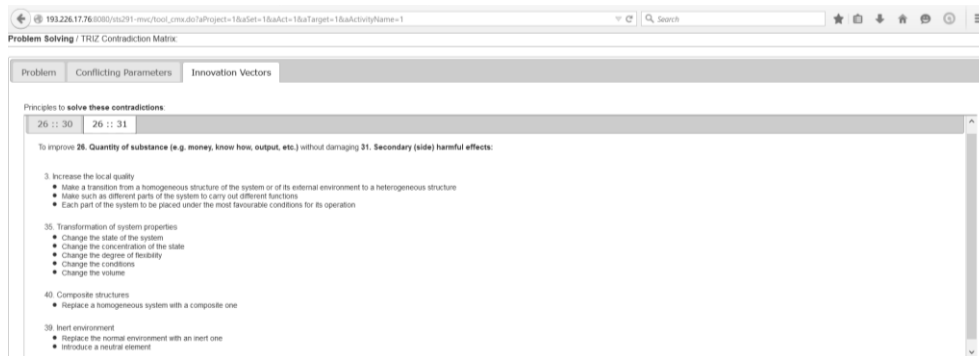 193.226.17.76:8080/sts291-mvc/tool_cmx.do?aProject=1&aSet=1&aAct=1&aTarget=1&aActivityName=1
Search
Problem Solving / TRIZ Contradiction Matrix:
Problem
Conflicting Parameters
Innovation Vectors
Principles to solve these contradictions:
26 :: 30
26 :: 31
To improve 26. Quantity of substance (e.g. money, know how, output, etc.) without damaging 31. Secondary (side) harmful effects:
3. Increase the local quality
● Make a transition from a homogeneous structure of the system or of its external environment to a heterogeneous structure
● Make such as different parts of the system to carry out different functions
● Each part of the system to be placed under the most favourable conditions for its operation
35. Transformation of system properties
● Change the state of the system
● Change the concentration of the state
● Change the degree of flexibility
● Change the conditions
● Change the volume
40. Composite structures
● Replace a homogeneous system with a composite one
39. Inert environment
● Replace the normal environment with an inert one
● Introduce a neutral element